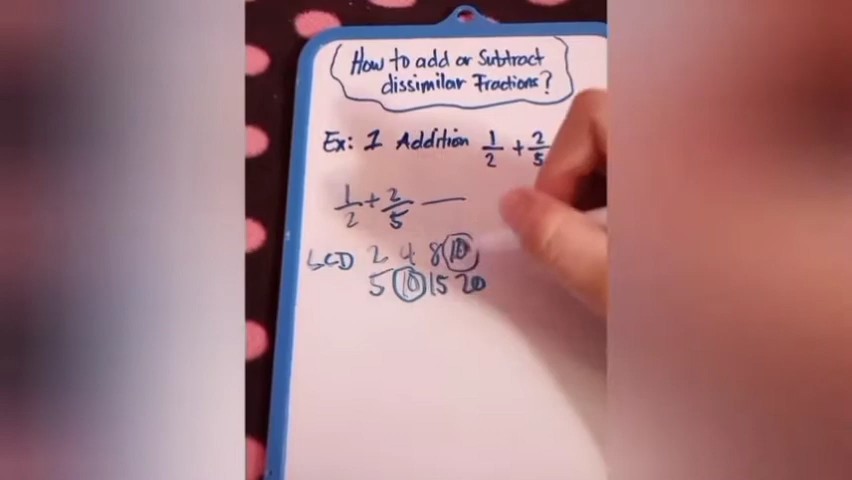 How to add or Subtract
dissimilar Fractions?
Ex: 1 Addition 1/2 + 2/5
1/2 + 2/5 —
LCD 2 4 8 10
5 10 15 20